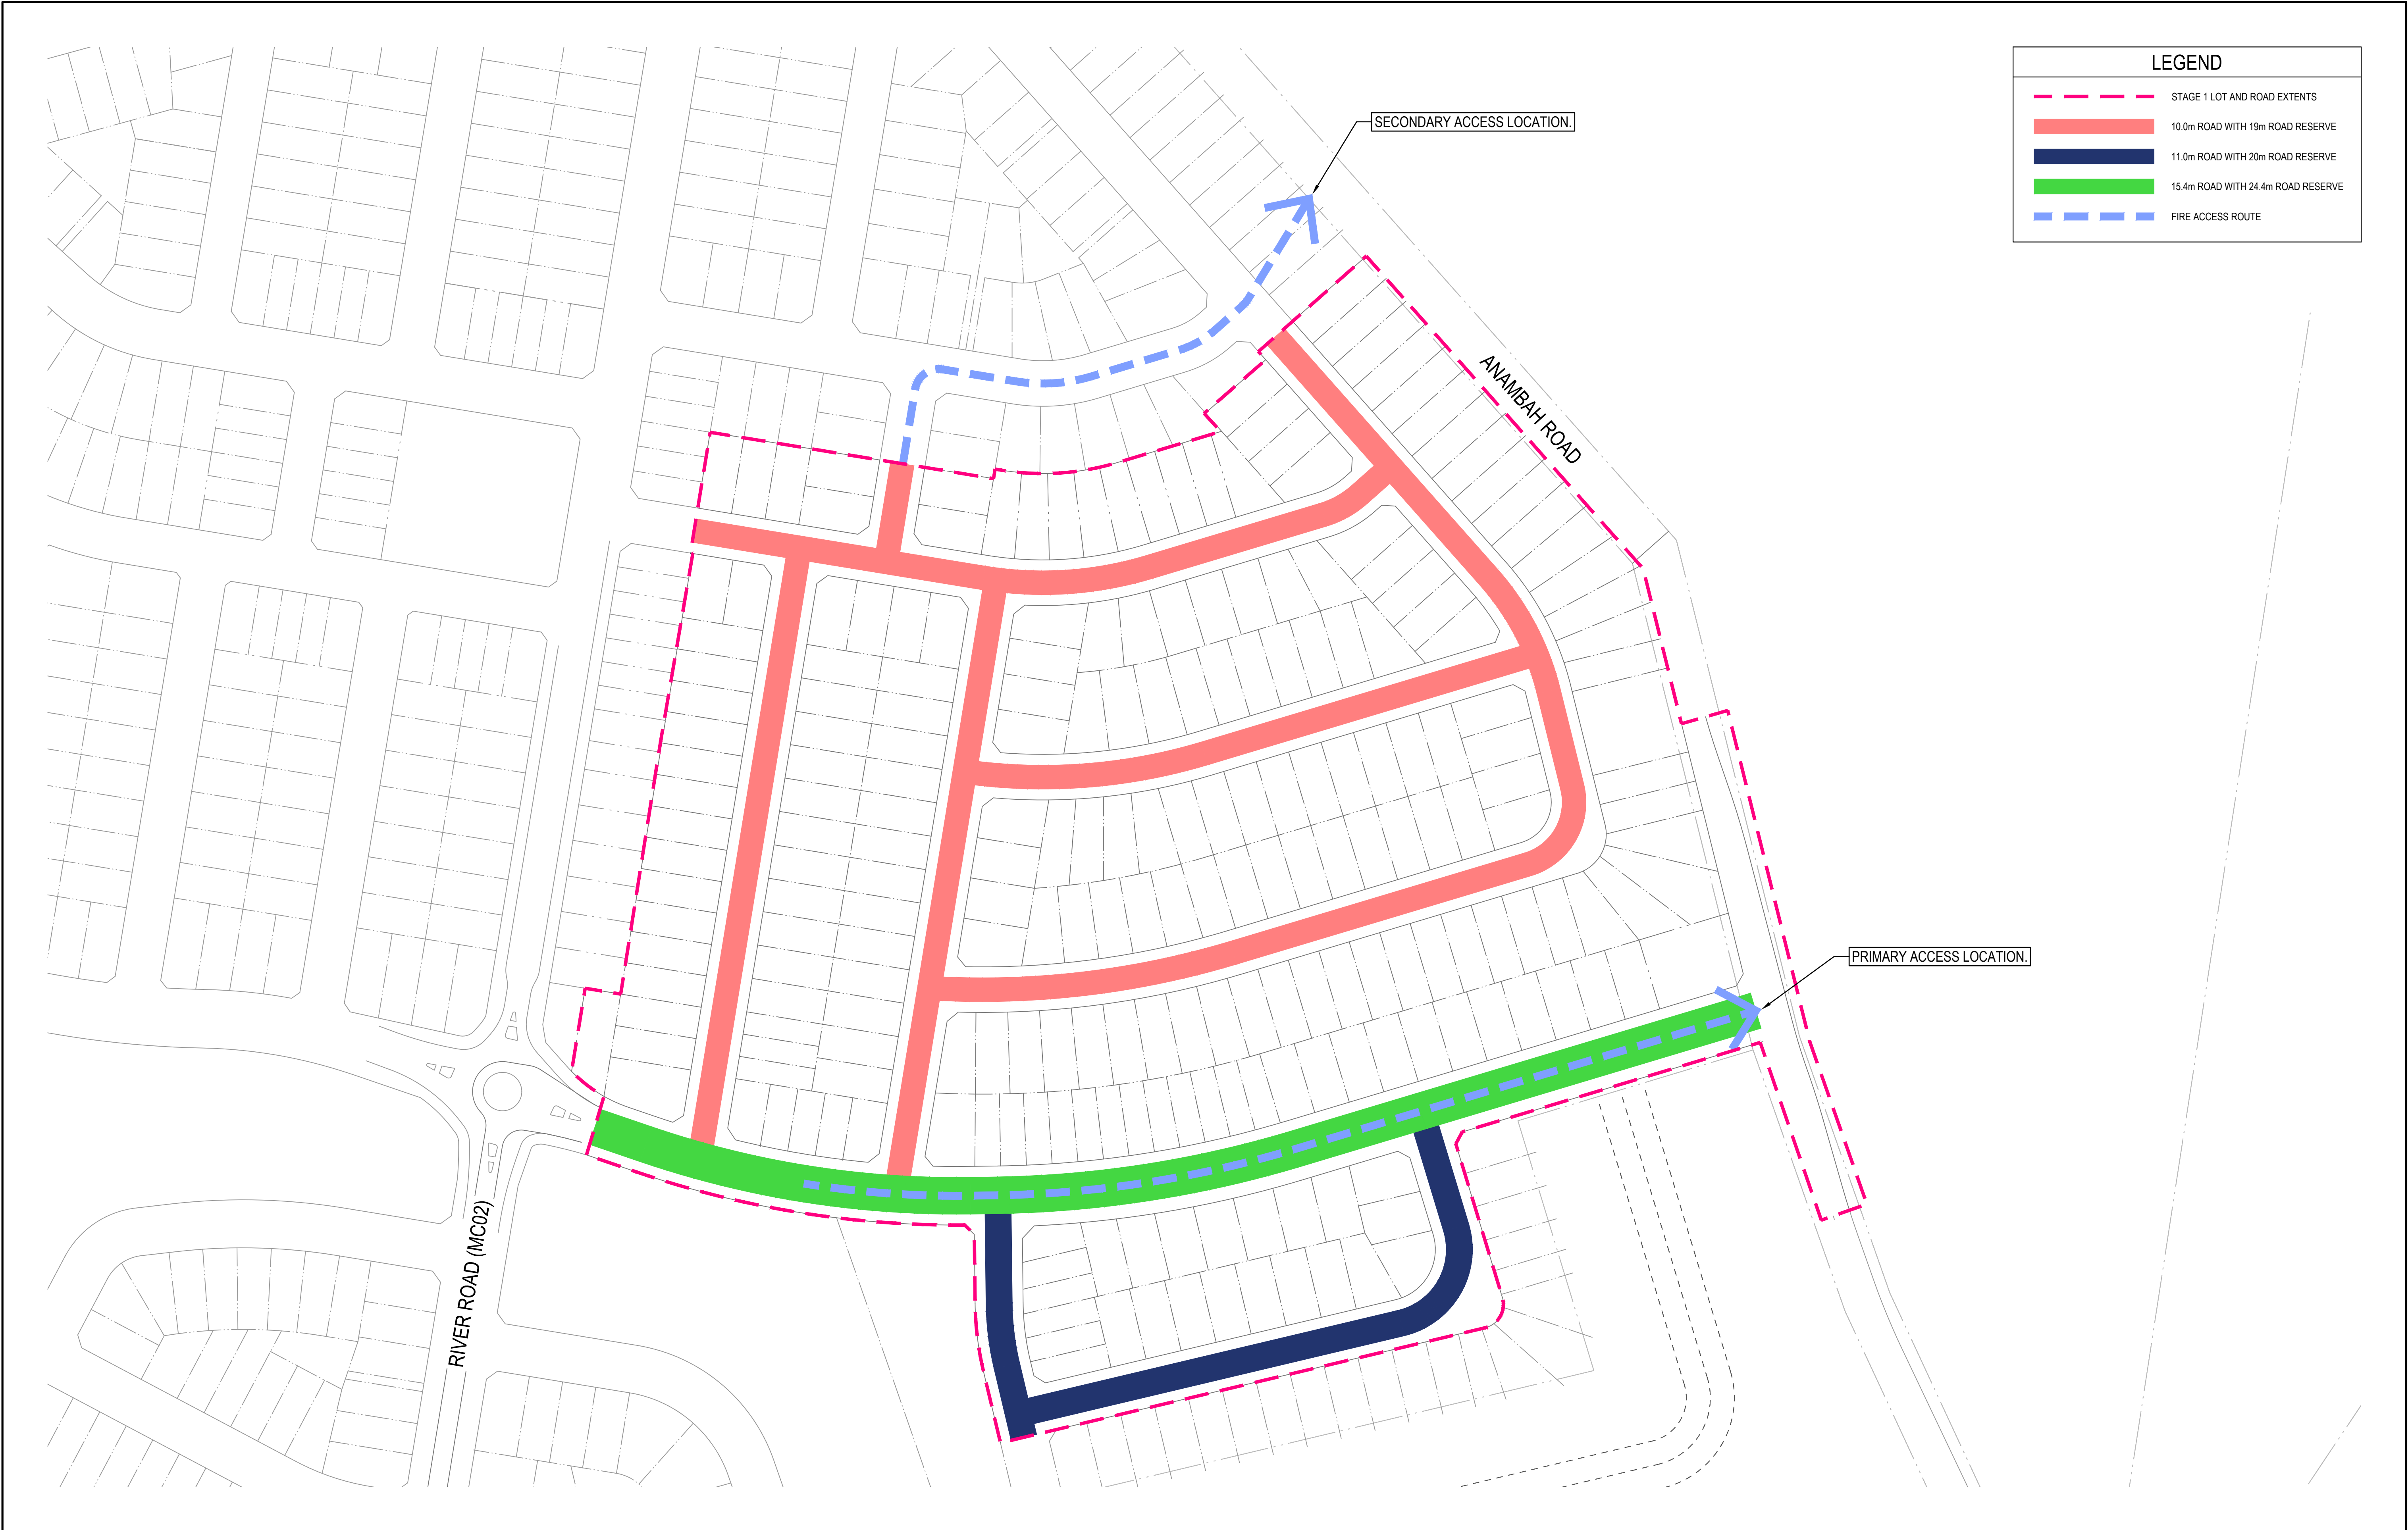 LEGEND
STAGE 1 LOT AND ROAD EXTENTS
10.0m ROAD WITH 19m ROAD RESERVE
11.0m ROAD WITH 20m ROAD RESERVE
15.4m ROAD WITH 24.4m ROAD RESERVE
FIRE ACCESS ROUTE
SECONDARY ACCESS LOCATION.
ANAMBAH ROAD
PRIMARY ACCESS LOCATION.
RIVER ROAD (MC02)